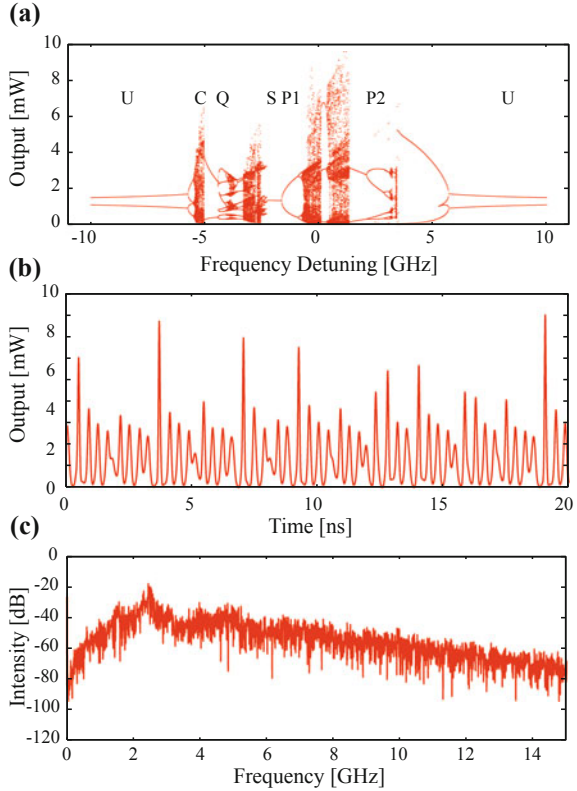 (a)
10
8
6
4
2
0
Output [mW]
U C Q S P1 P2 U
-10 -5 0 5 10
Frequency Detuning [GHz]
(b)
10
8
6
4
2
0
Output [mW]
0 5 10 15 20
Time [ns]
(c)
0
-20
-40
-60
-80
-100
-120
Intensity [dB]
0 2 4 6 8 10 12 14
Frequency [GHz]